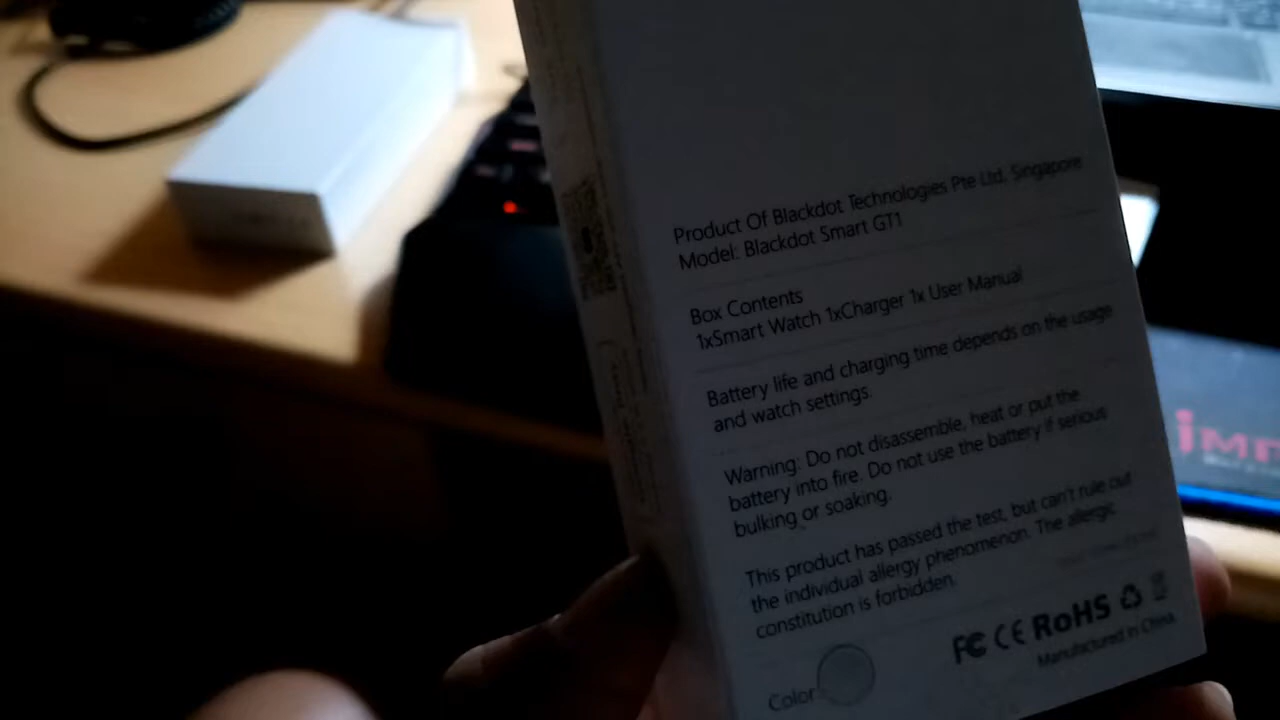 Product Of Blackdot Technologies Pte Ltd, Singapore
Model: Blackdot Smart GT1
Box Contents
1xSmart Watch 1xCharger 1x User Manual
Battery life and charging time depends on the usage
and watch settings.
Warning: Do not disassemble, heat or put the
battery into fire. Do not use the battery if serious
bulking or soaking.
This product has passed the test, but can't rule out
the individual allergy phenomenon. The allergic
constitution is forbidden.
FC CE RoHS
Manufactured in China
Color